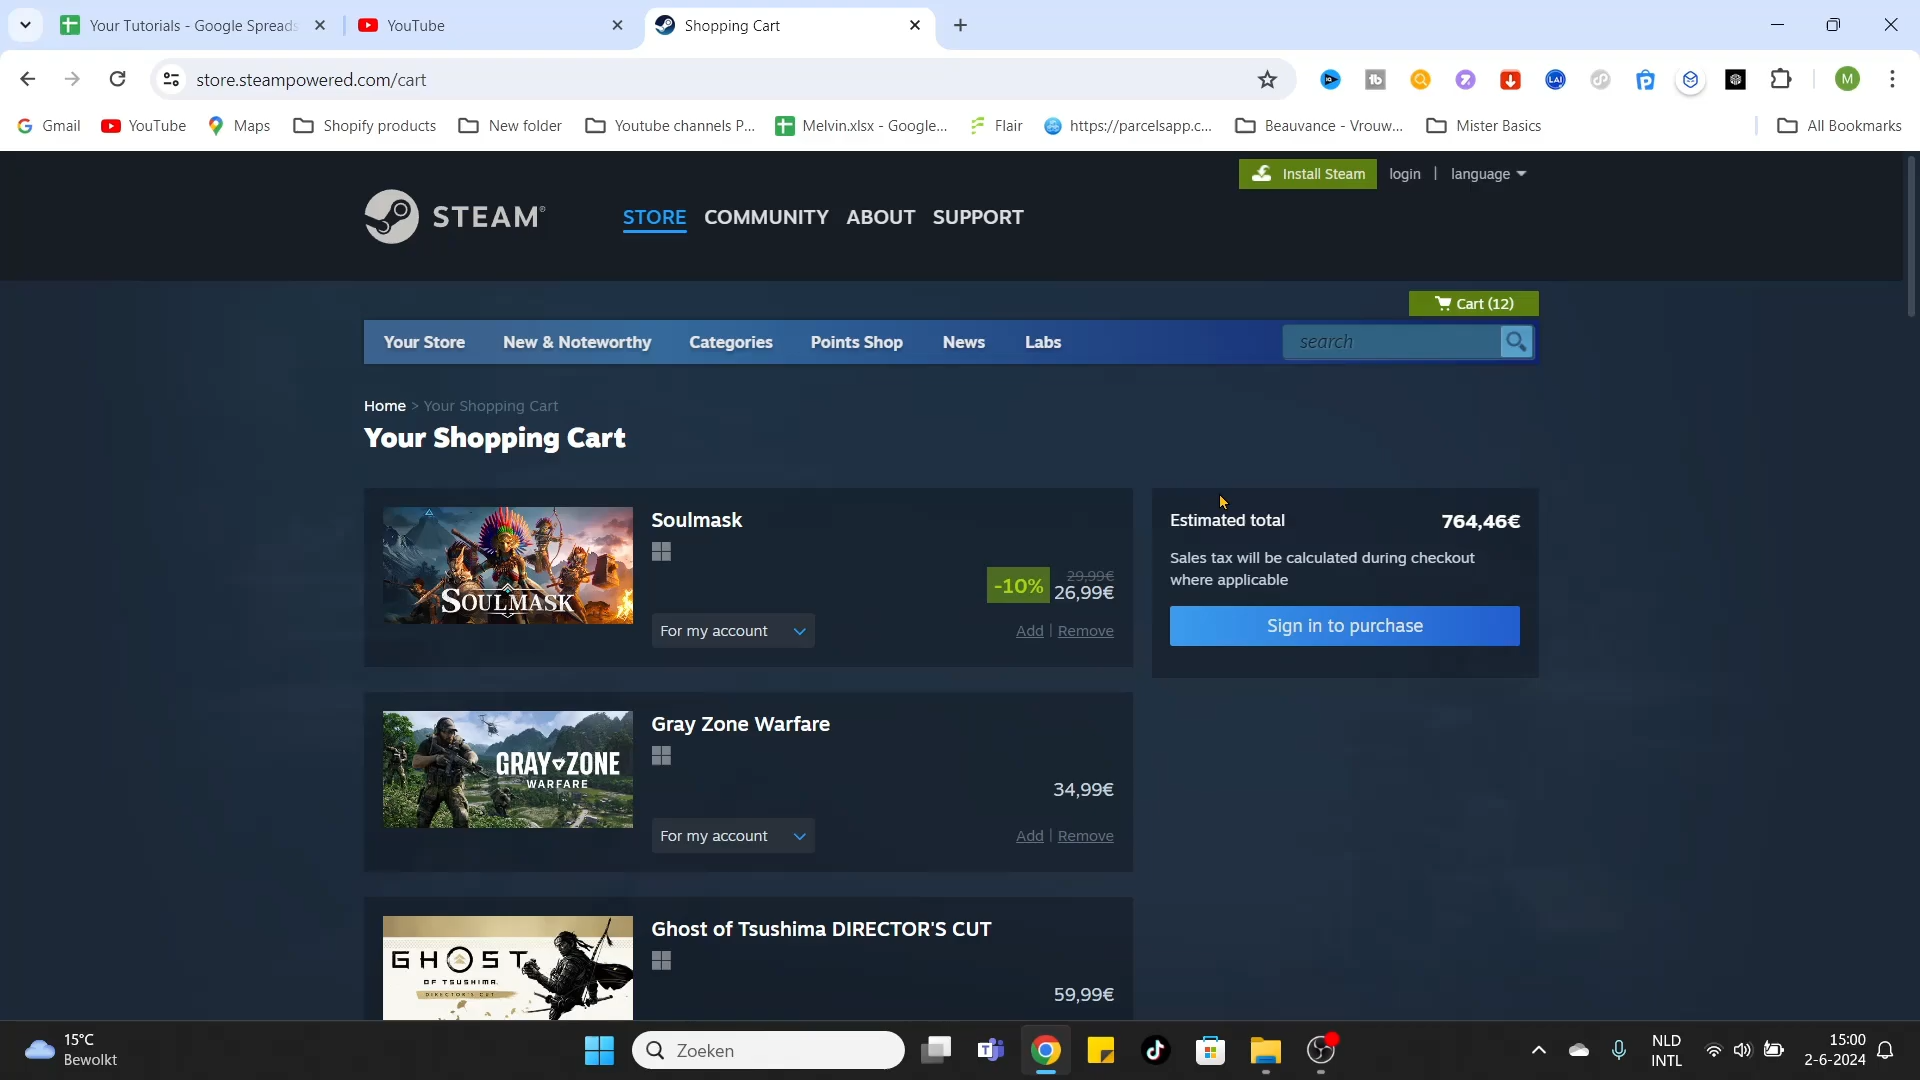 Your Tutorials - Google Spreads
YouTube
Shopping Cart
store.steampowered.com/cart
Gmail
YouTube
Maps
Shopify products
New folder
Youtube channels P...
Melvin.xlsx - Google...
Flair
https://parcelsapp.c...
Beauvance - Vrouw...
Mister Basics
All Bookmarks
Install Steam
login
language
STEAM®
STORE
COMMUNITY
ABOUT
SUPPORT
Cart (12)
Your Store
New & Noteworthy
Categories
Points Shop
News
Labs
search
Home > Your Shopping Cart
Your Shopping Cart
SOULMASK
Soulmask
-10%
29,99€
26,99€
For my account
Add | Remove
Estimated total
764,46€
Sales tax will be calculated during checkout
where applicable
Sign in to purchase
GRAY ZONE
WARFARE
Gray Zone Warfare
34,99€
For my account
Add | Remove
GHOST
OF TSUSHIMA
DIRECTOR'S CUT
Ghost of Tsushima DIRECTOR'S CUT
59,99€
15°C
Bewolkt
Zoeken
NLD
INTL
15:00
2-6-2024